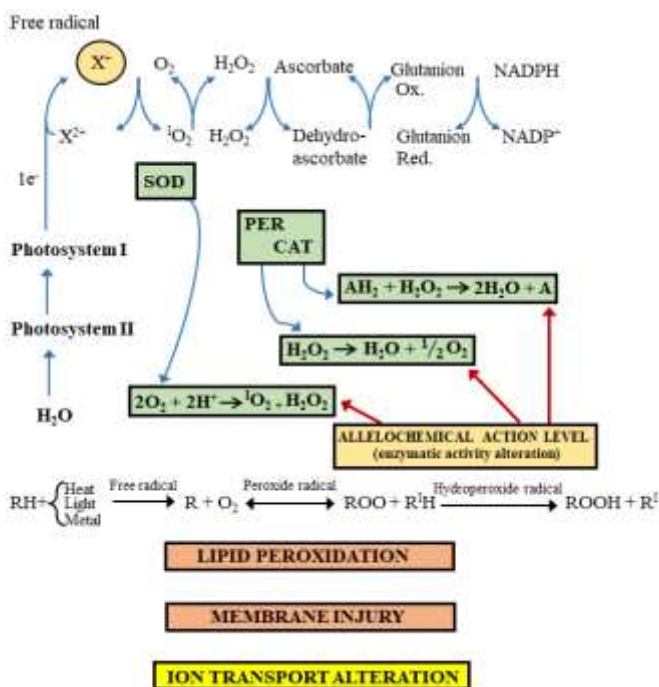 Free radical
X⁺ O₂ H₂O₂ Ascorbate Glutanion Ox. NADPH
X²⁺ ¹O₂ H₂O₂ Dehydro-ascorbate Glutanion Red. NADP⁺
1e⁻
SOD
PER
CAT
Photosystem I
AH₂ + H₂O₂ → 2H₂O + A
Photosystem II
H₂O₂ → H₂O + ½ O₂
2O₂ + 2H⁺ → ¹O₂ + H₂O₂
H₂O
ALLELOCHEMICAL ACTION LEVEL
(enzymatic activity alteration)
Free radical Peroxide radical Hydroperoxide radical
RH+ { Heat Light Metal R + O₂ ROO + R¹H ROOH + R¹
LIPID PEROXIDATION
MEMBRANE INJURY
ION TRANSPORT ALTERATION